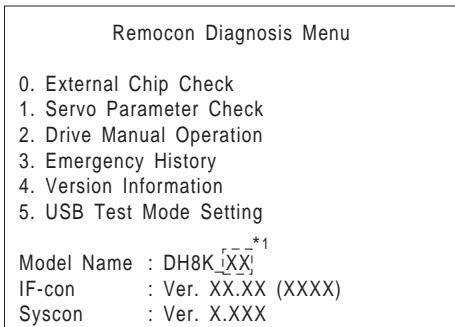 Remocon Diagnosis Menu
0. External Chip Check
1. Servo Parameter Check
2. Drive Manual Operation
3. Emergency History
4. Version Information
5. USB Test Mode Setting
*1
Model Name : DH8K_XX
IF-con : Ver. XX.XX (XXXX)
Syscon : Ver. X.XXX